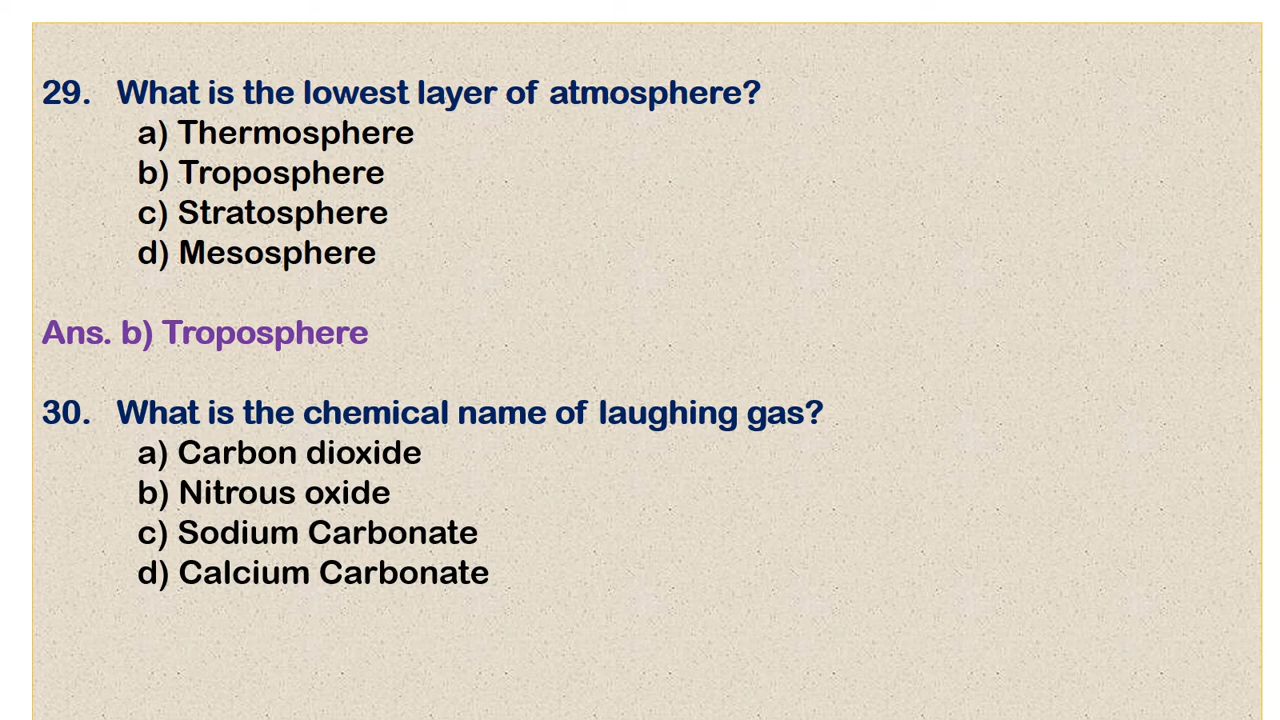 29. What is the lowest layer of atmosphere?
a) Thermosphere
b) Troposphere
c) Stratosphere
d) Mesosphere
Ans. b) Troposphere
30. What is the chemical name of laughing gas?
a) Carbon dioxide
b) Nitrous oxide
c) Sodium Carbonate
d) Calcium Carbonate